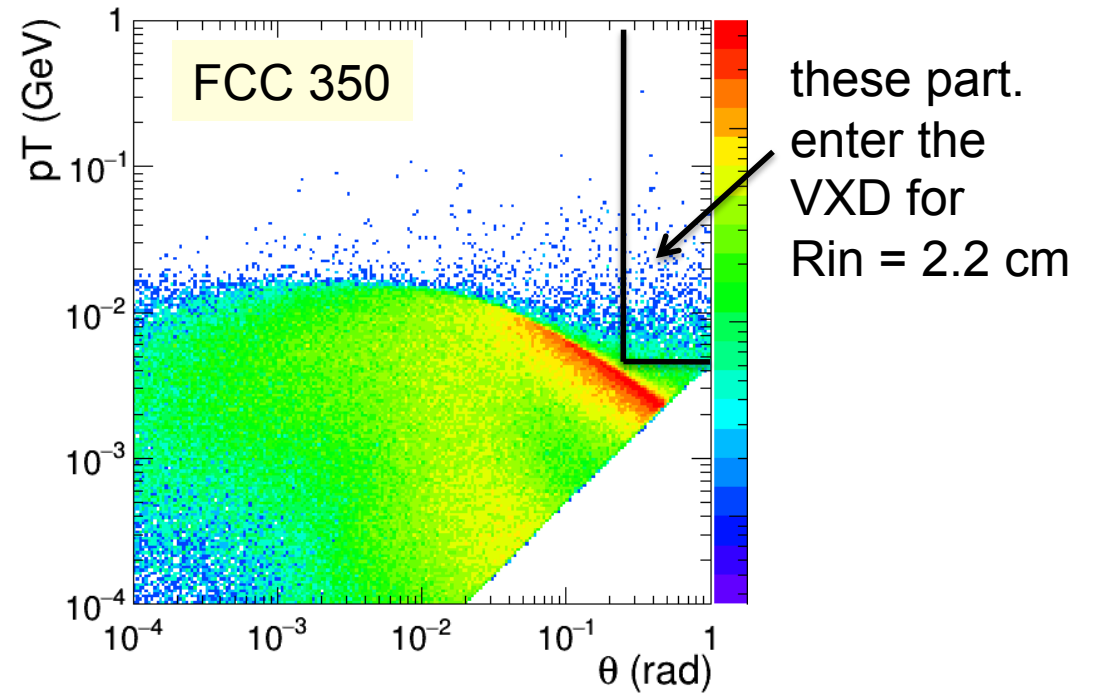 FCC 350
these part.
enter the
VXD for
Rin = 2.2 cm
pT (GeV)
1
10⁻¹
10⁻²
10⁻³
10⁻⁴
10⁻⁴ 10⁻³ 10⁻² 10⁻¹ 1
θ (rad)